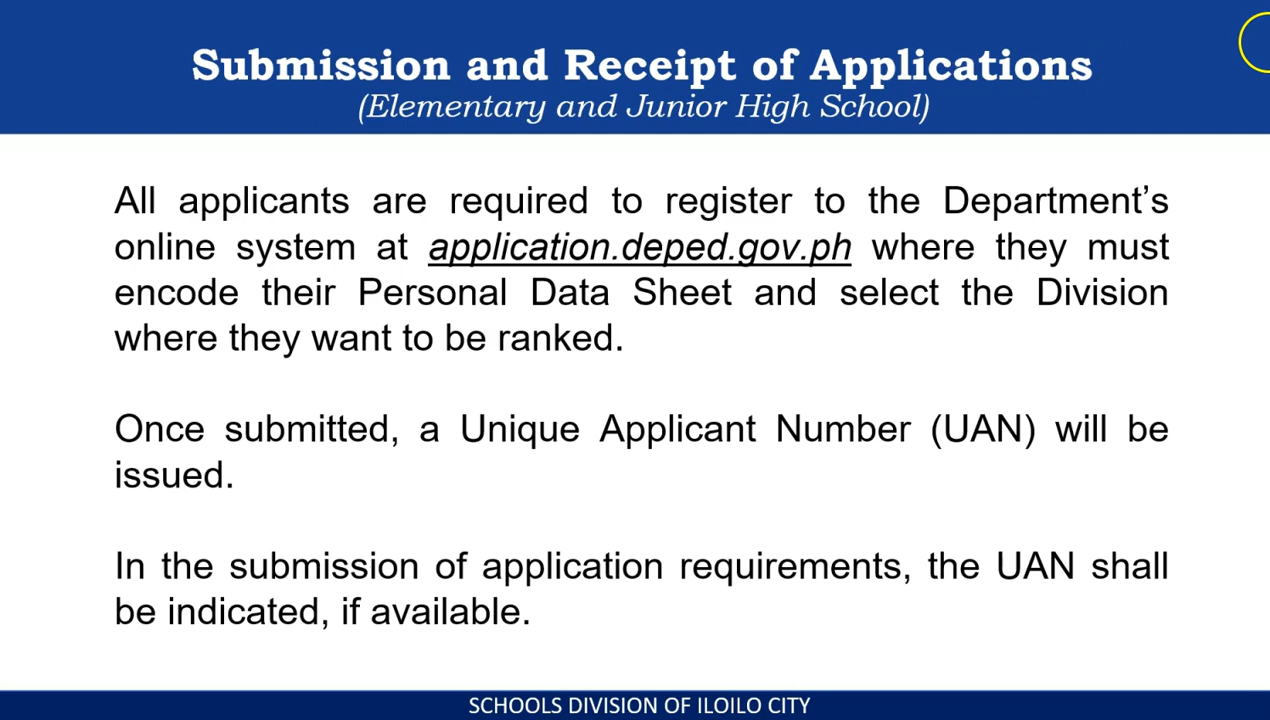 Submission and Receipt of Applications
(Elementary and Junior High School)
All applicants are required to register to the Department's
online system at application.deped.gov.ph where they must
encode their Personal Data Sheet and select the Division
where they want to be ranked.
Once submitted, a Unique Applicant Number (UAN) will be
issued.
In the submission of application requirements, the UAN shall
be indicated, if available.
SCHOOLS DIVISION OF ILOILO CITY